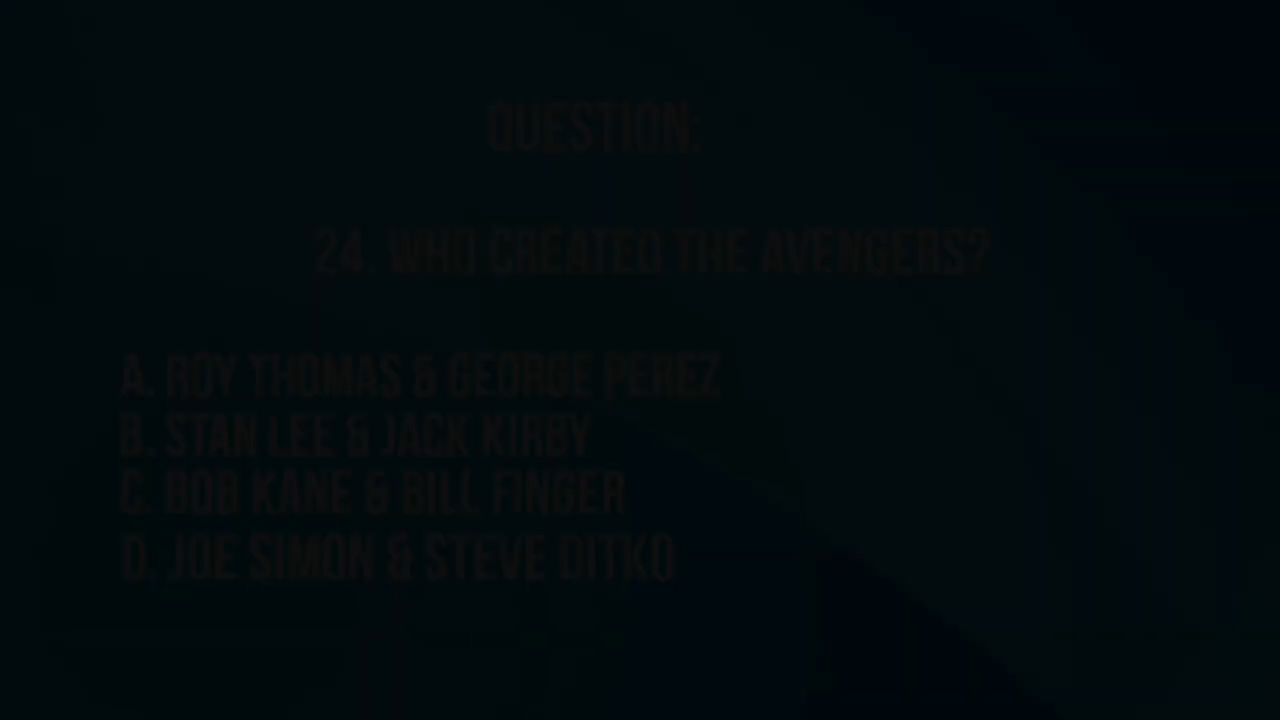 QUESTION:
24. WHO CREATED THE AVENGERS?
A. ROY THOMAS & GEORGE PEREZ
B. STAN LEE & JACK KIRBY
C. BOB KANE & BILL FINGER
D. JOE SIMON & STEVE DITKO